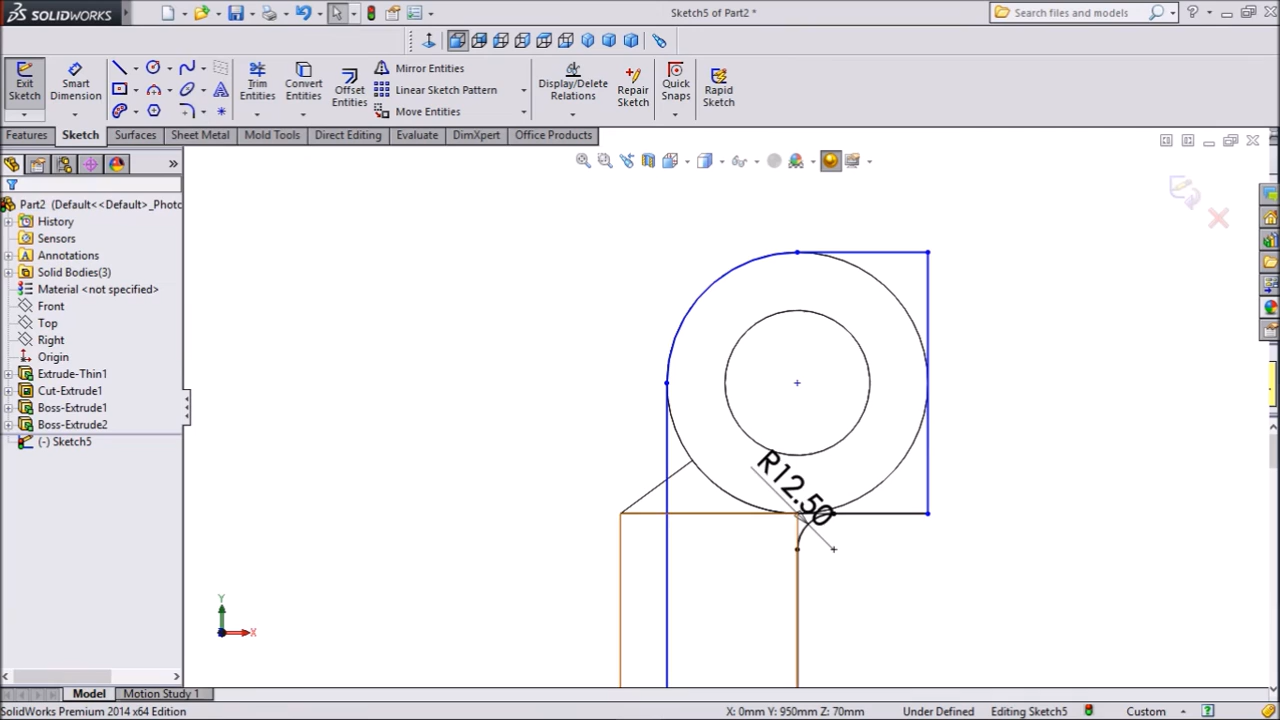 SOLIDWORKS
Sketch5 of Part2 *
Search files and models
Exit Sketch
Smart Dimension
Trim Entities
Convert Entities
Offset Entities
Mirror Entities
Linear Sketch Pattern
Move Entities
Display/Delete Relations
Repair Sketch
Quick Snaps
Rapid Sketch
Features
Sketch
Surfaces
Sheet Metal
Mold Tools
Direct Editing
Evaluate
DimXpert
Office Products
Part2 (Default<<Default>_Photo
History
Sensors
Annotations
Solid Bodies(3)
Material <not specified>
Front
Top
Right
Origin
Extrude-Thin1
Cut-Extrude1
Boss-Extrude1
Boss-Extrude2
(-) Sketch5
R12.50
Y
X
Model
Motion Study 1
SolidWorks Premium 2014 x64 Edition
X: 0mm Y: 950mm Z: 70mm
Under Defined
Editing Sketch5
Custom